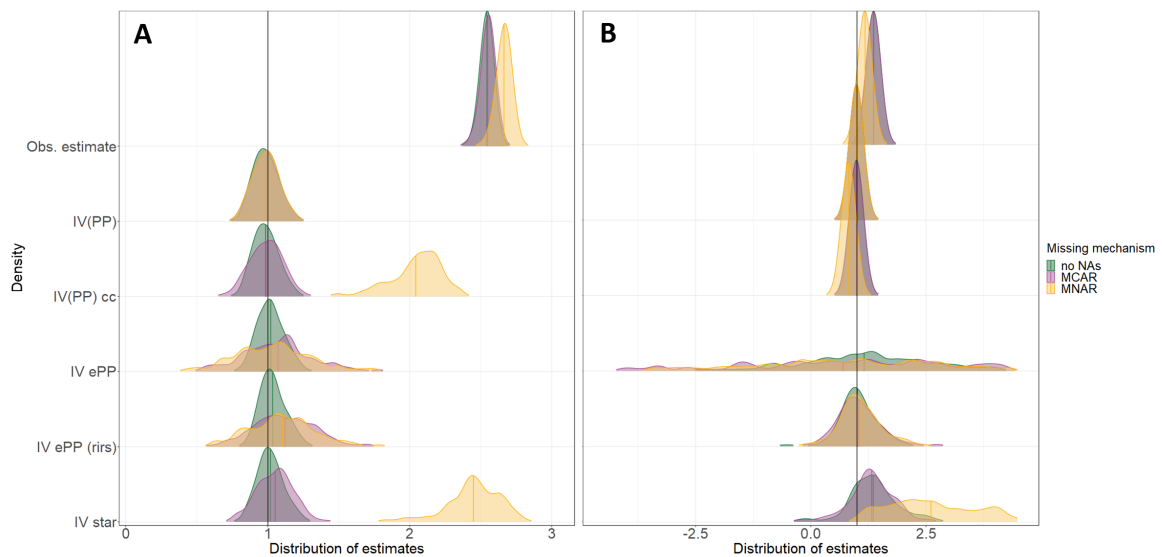 A
B
Density
Obs. estimate
IV(PP)
IV(PP) cc
IV ePP
IV ePP (rirs)
IV star
0
1
2
3
Distribution of estimates
-2.5
0.0
2.5
Distribution of estimates
Missing mechanism
no NAs
MCAR
MNAR